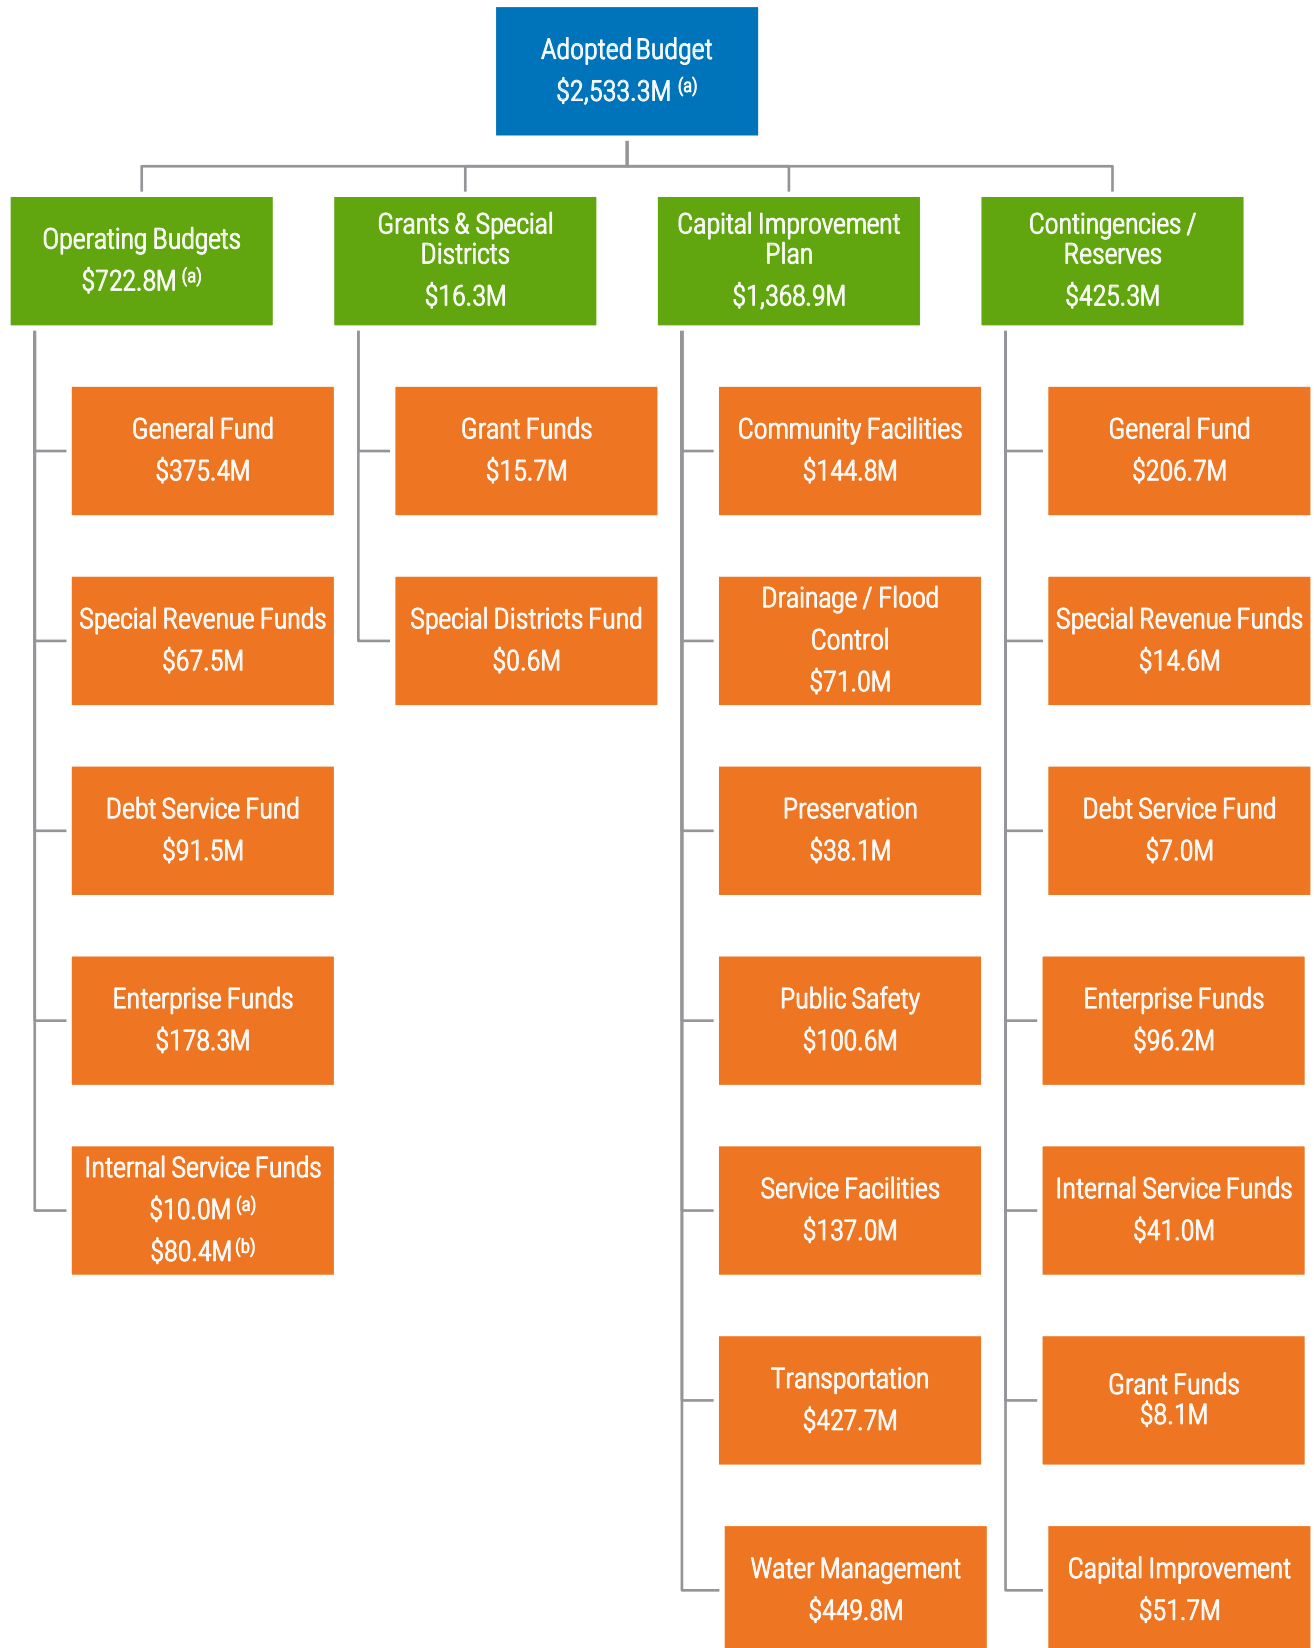 Adopted Budget
$2,533.3M (a)
Operating Budgets
$722.8M (a)
Grants & Special
Districts
$16.3M
Capital Improvement
Plan
$1,368.9M
Contingencies /
Reserves
$425.3M
General Fund
$375.4M
Special Revenue Funds
$67.5M
Debt Service Fund
$91.5M
Enterprise Funds
$178.3M
Internal Service Funds
$10.0M (a)
$80.4M (b)
Grant Funds
$15.7M
Special Districts Fund
$0.6M
Community Facilities
$144.8M
Drainage / Flood
Control
$71.0M
Preservation
$38.1M
Public Safety
$100.6M
Service Facilities
$137.0M
Transportation
$427.7M
Water Management
$449.8M
General Fund
$206.7M
Special Revenue Funds
$14.6M
Debt Service Fund
$7.0M
Enterprise Funds
$96.2M
Internal Service Funds
$41.0M
Grant Funds
$8.1M
Capital Improvement
$51.7M